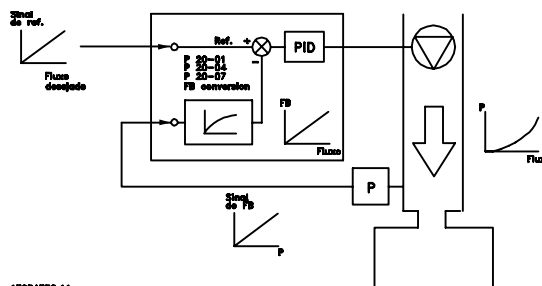 Sinal
de ref.
Fluxo
desejado
Ref.
+
−
P 20-01
P 20-04
P 20-07
FB conversion
PID
FB
Fluxo
P
Fluxo
P
Sinal
de FB
P